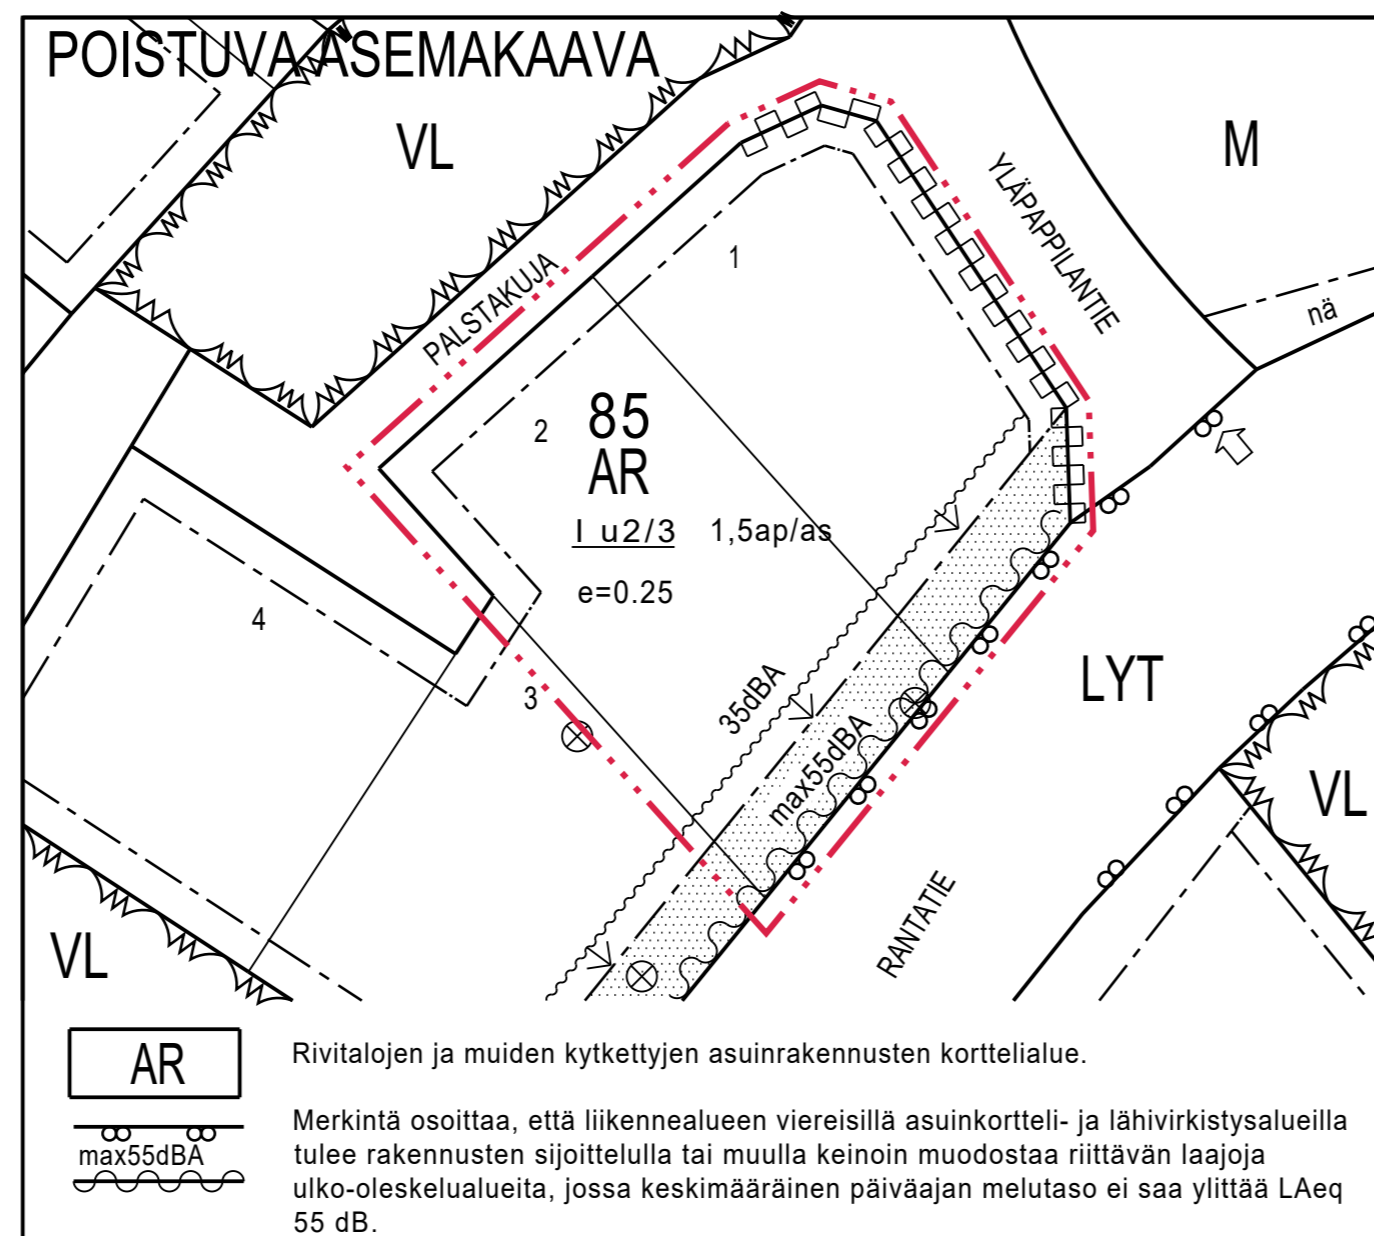 POISTUVA ASEMAKAAVA
VL
M
YLÄPAPPILANTIE
1
nä
PALSTAKUJA
2
85
AR
I u2/3
1,5ap/as
e=0.25
4
3
35dBA
max55dBA
LYT
VL
RANTATIE
VL
AR
Rivitalojen ja muiden kytkettyjen asuinrakennusten korttelialue.
max55dBA
Merkintä osoittaa, että liikennealueen viereisillä asuinkortteli- ja lähivirkistysalueilla
tulee rakennusten sijoittelulla tai muulla keinoin muodostaa riittävän laajoja
ulko-oleskelualueita, jossa keskimääräinen päiväajan melutaso ei saa ylittää LAeq
55 dB.